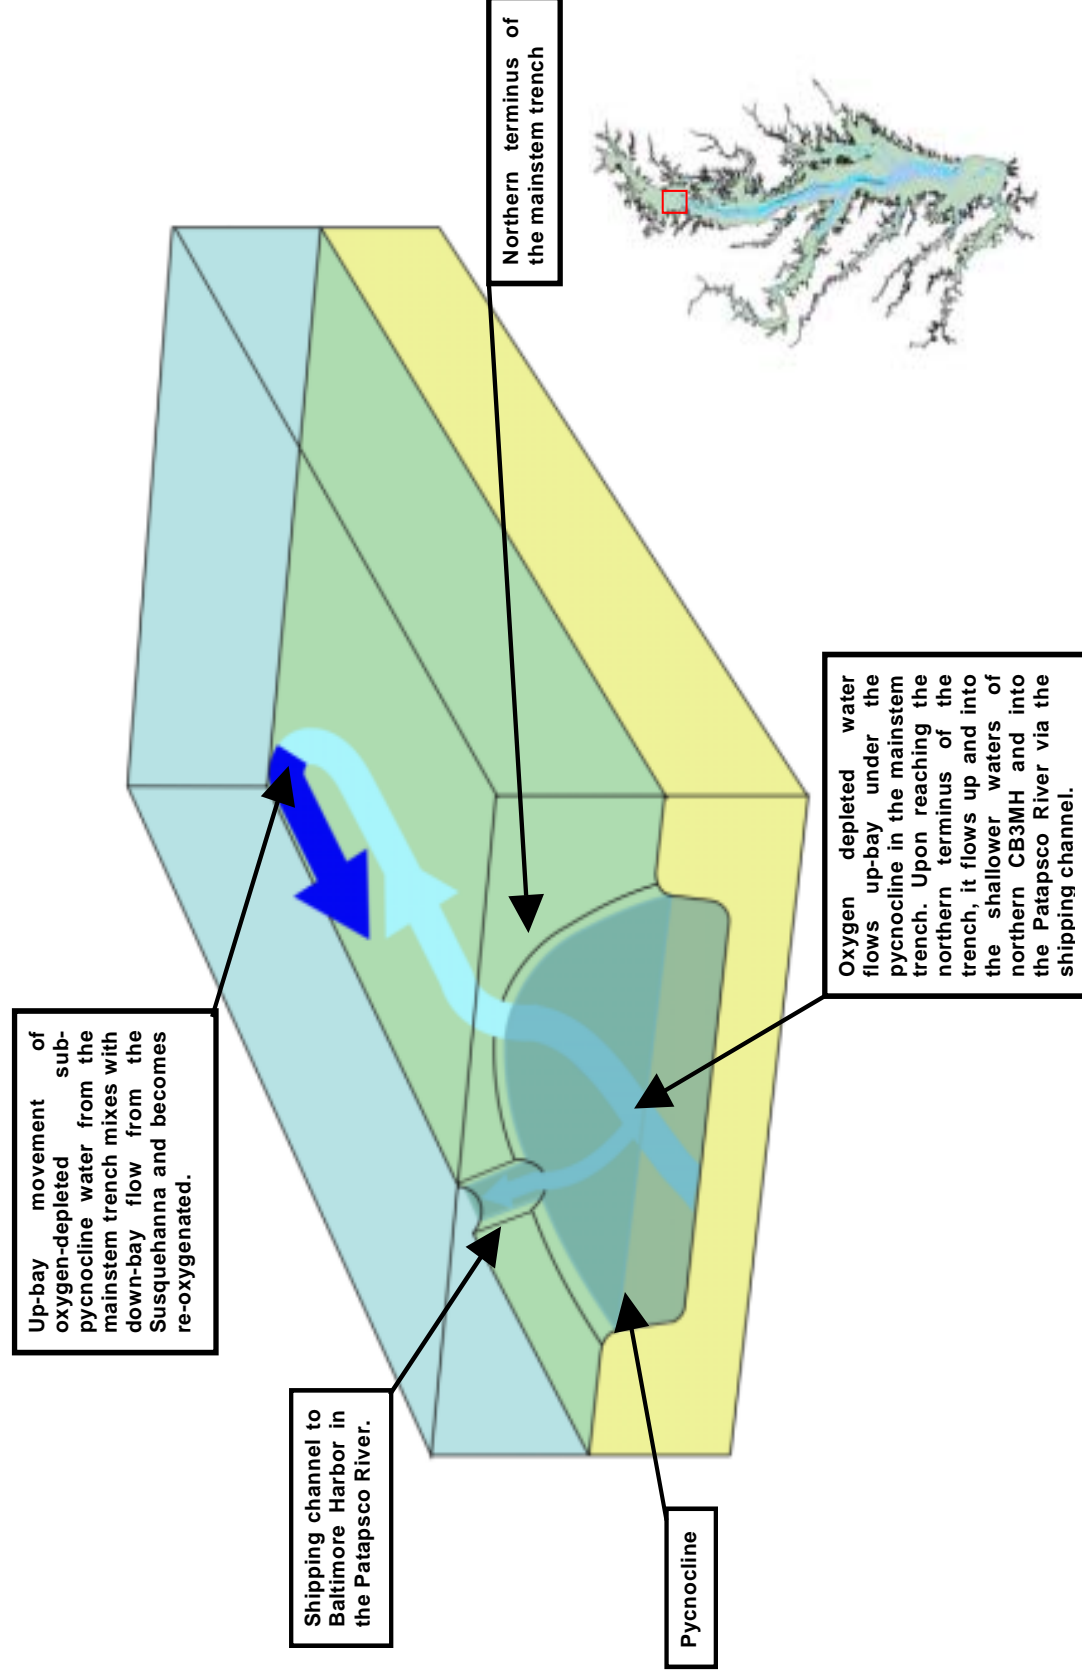 Up-bay movement of
oxygen-depleted sub-
pycnocline water from the
mainstem trench mixes with
down-bay flow from the
Susquehanna and becomes
re-oxygenated.
Shipping channel to
Baltimore Harbor in
the Patapsco River.
Northern terminus of
the mainstem trench
Pycnocline
Oxygen depleted water
flows up-bay under the
pycnocline in the mainstem
trench. Upon reaching the
northern terminus of the
trench, it flows up and into
the shallower waters of
northern CB3MH and into
the Patapsco River via the
shipping channel.